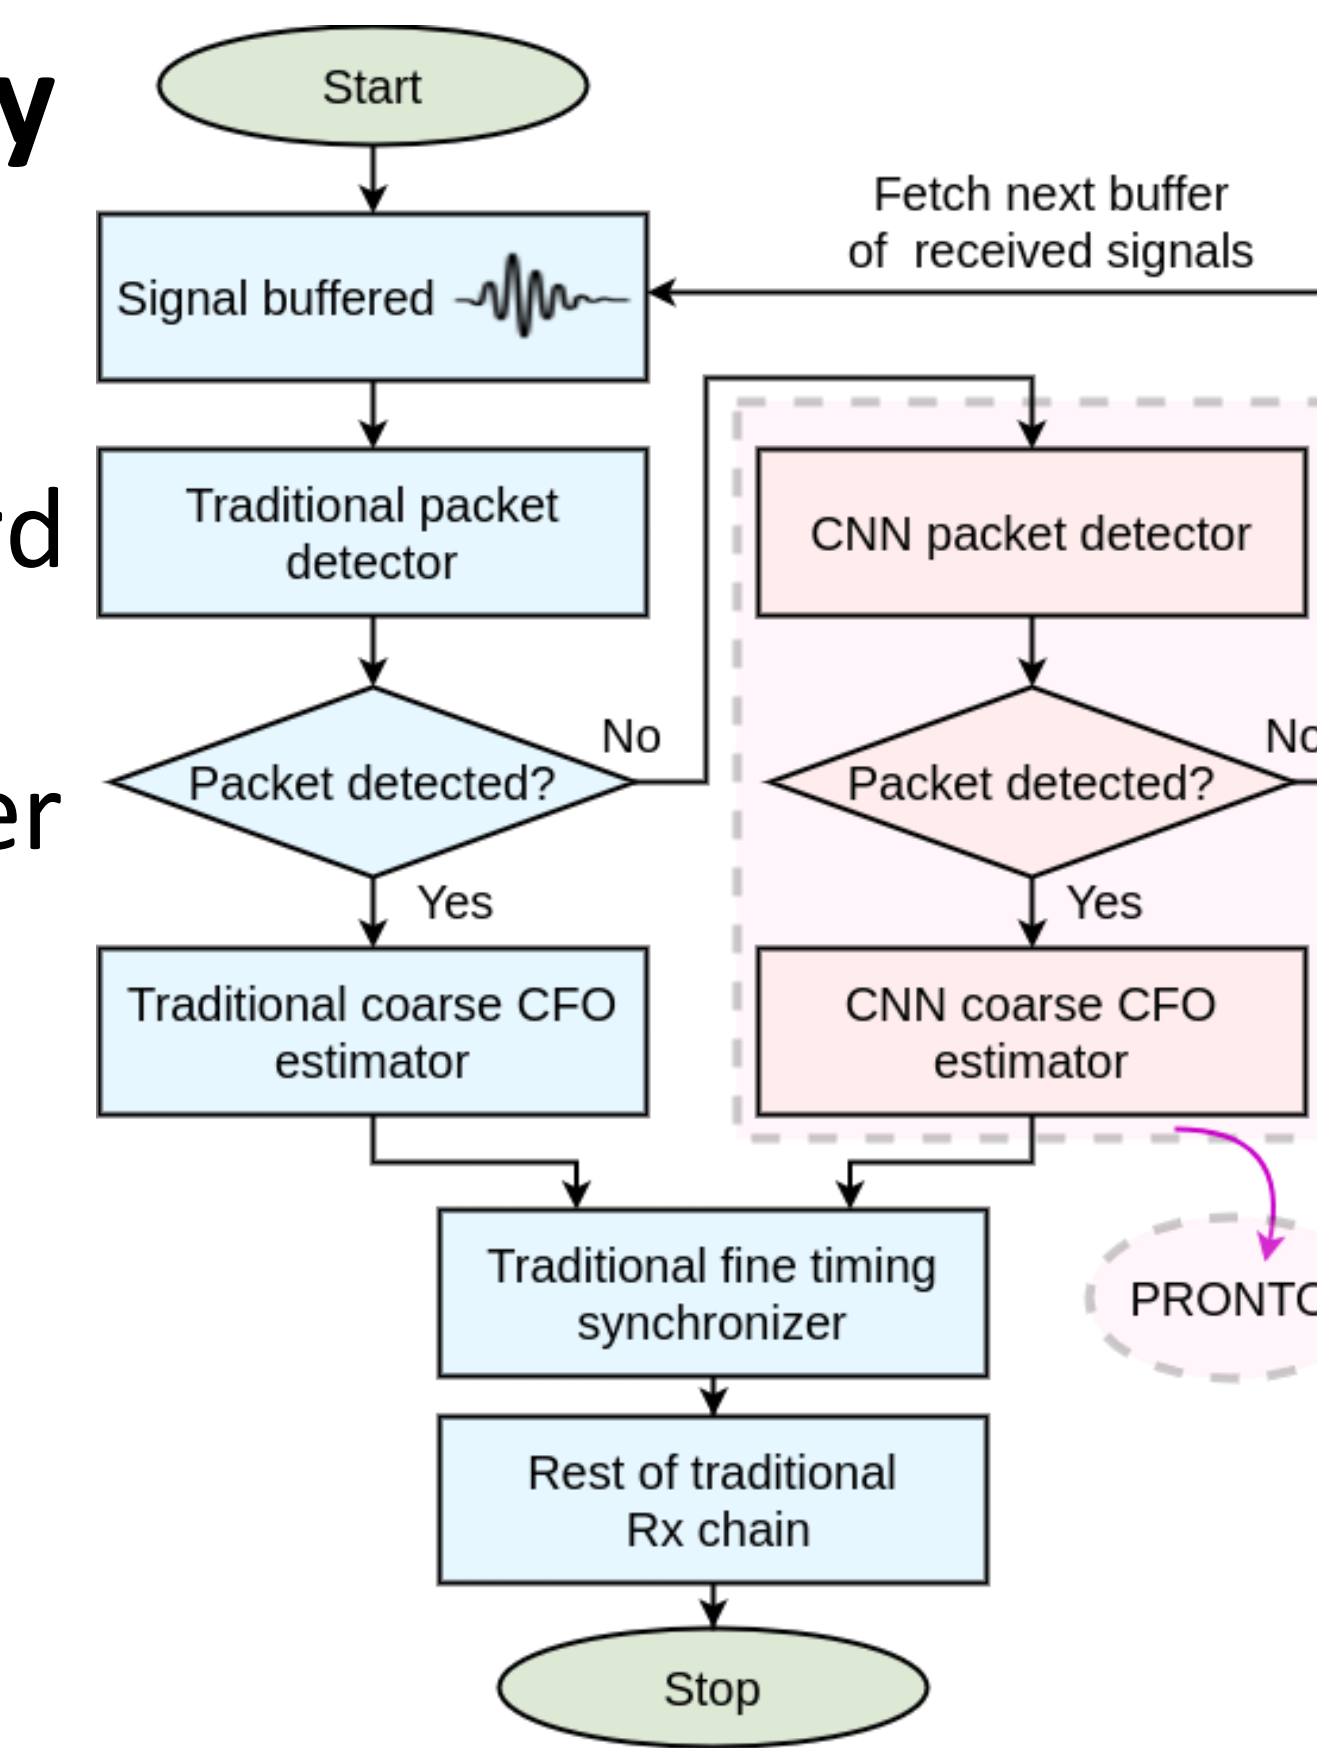 Start
Fetch next buffer
of received signals
Signal buffered
Traditional packet
detector
CNN packet detector
Packet detected?
No
Packet detected?
No
Yes
Yes
Traditional coarse CFO
estimator
CNN coarse CFO
estimator
Traditional fine timing
synchronizer
PRONTO
Rest of traditional
Rx chain
Stop